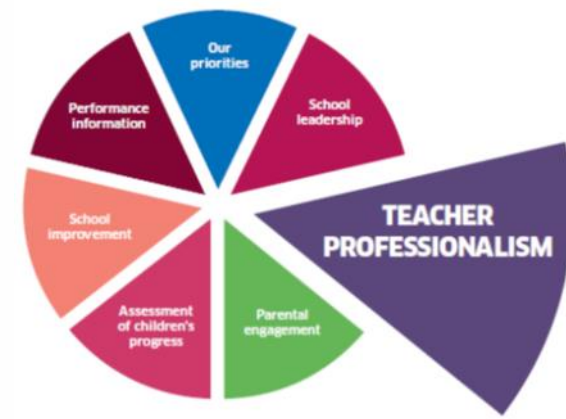 Our
priorities
School
leadership
TEACHER
PROFESSIONALISM
Parental
engagement
Assessment
of children's
progress
School
improvement
Performance
information